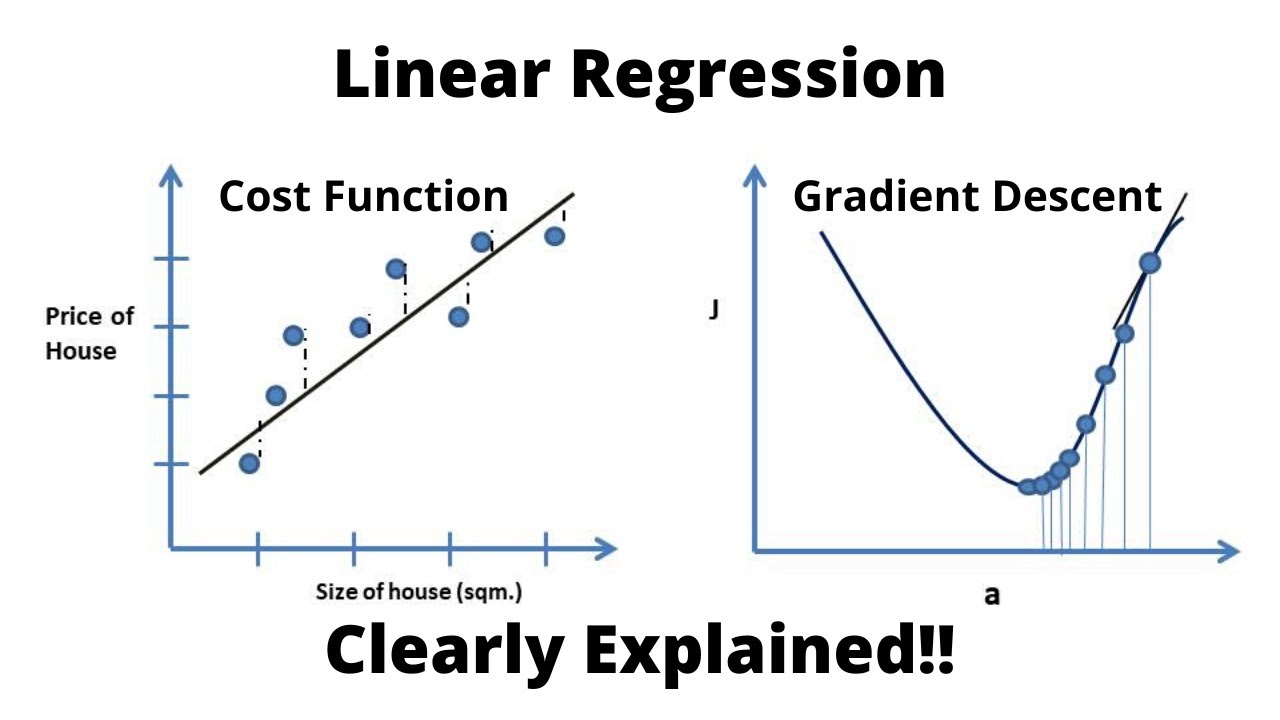 Linear Regression
Cost Function
Price of
House
Size of house (sqm.)
Gradient Descent
J
a
Clearly Explained!!